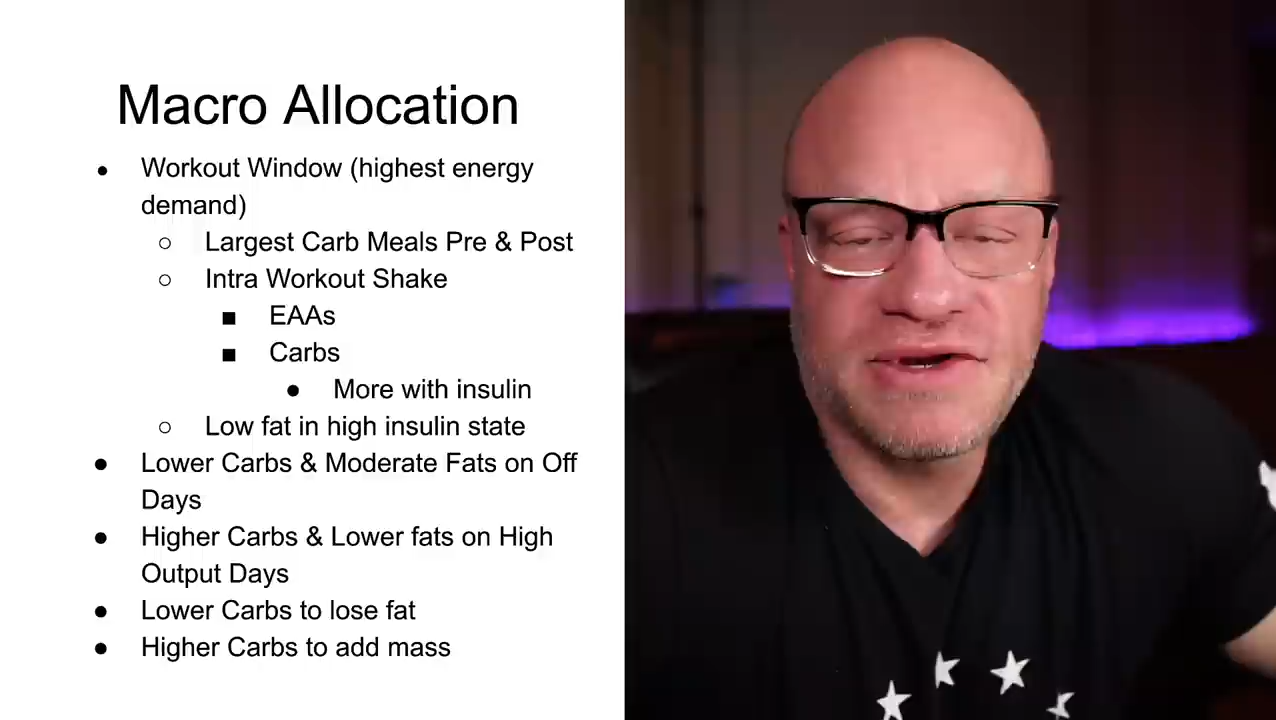 Macro Allocation
● Workout Window (highest energy
demand)
○ Largest Carb Meals Pre & Post
○ Intra Workout Shake
■ EAAs
■ Carbs
● More with insulin
○ Low fat in high insulin state
● Lower Carbs & Moderate Fats on Off
Days
● Higher Carbs & Lower fats on High
Output Days
● Lower Carbs to lose fat
● Higher Carbs to add mass